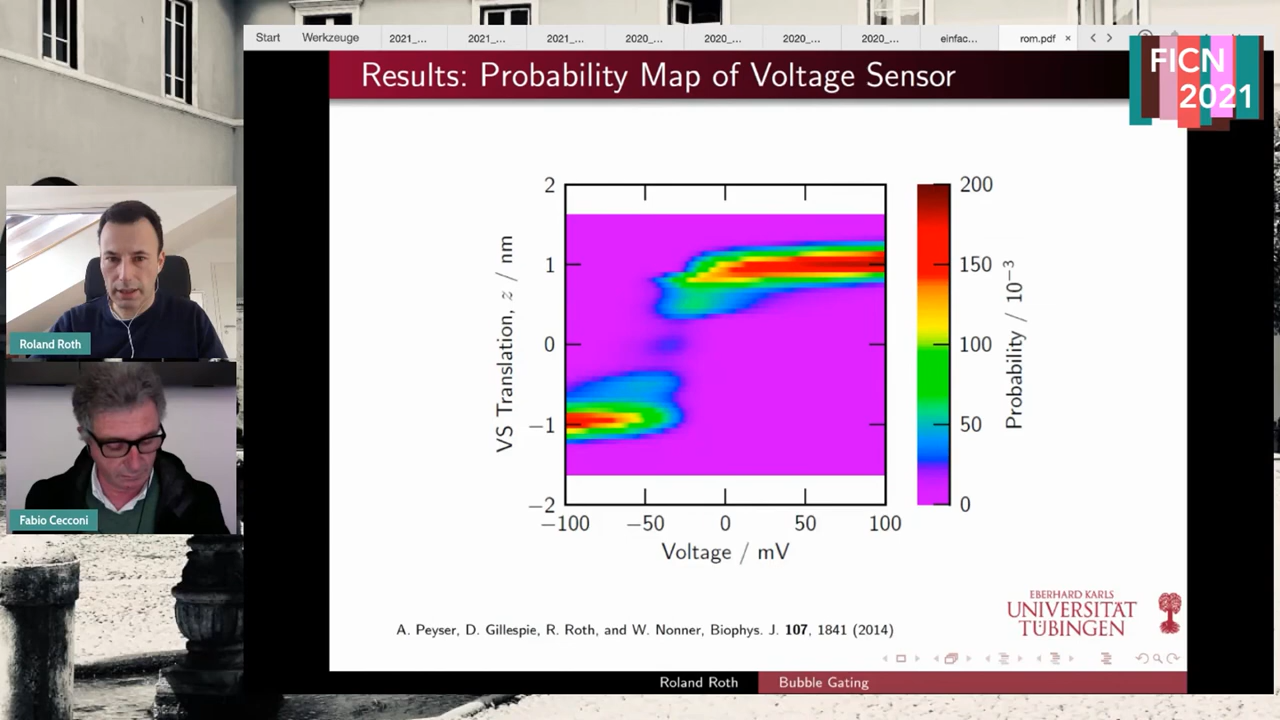 Start Werkzeuge 2021_... 2021_... 2021_... 2020_... 2020_... 2020_... 2020_... einfac... rom.pdf ×
FICN
2021
Results: Probability Map of Voltage Sensor
Roland Roth
Fabio Cecconi
VS Translation, z / nm
2
1
0
−1
−2
−100 −50 0 50 100
Voltage / mV
200
150
100
50
0
Probability / 10⁻³
A. Peyser, D. Gillespie, R. Roth, and W. Nonner, Biophys. J. 107, 1841 (2014)
EBERHARD KARLS
UNIVERSITÄT
TÜBINGEN
Roland Roth Bubble Gating